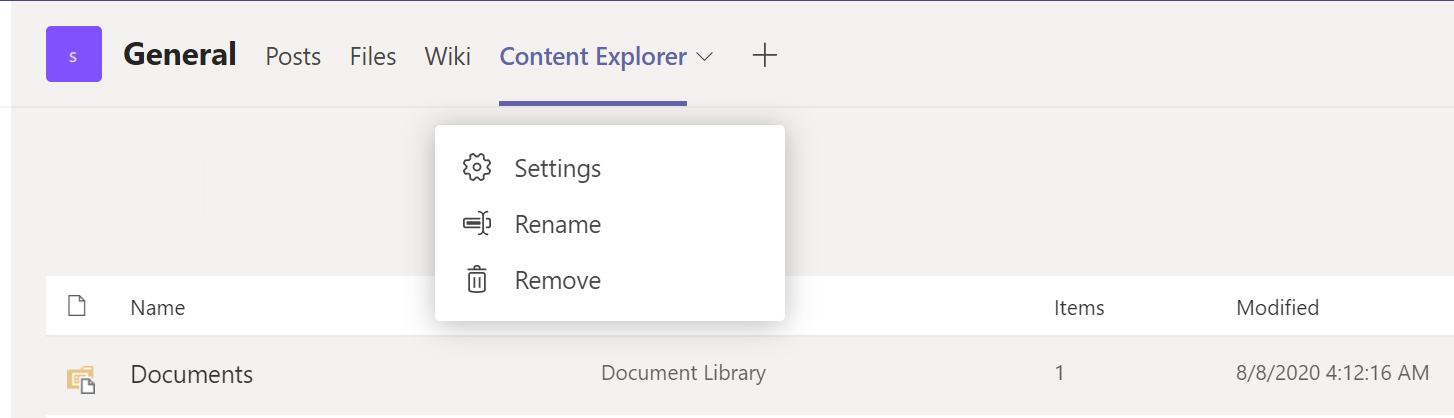 s General Posts Files Wiki Content Explorer
Settings
Rename
Remove
Name Items Modified
Documents Document Library 1 8/8/2020 4:12:16 AM